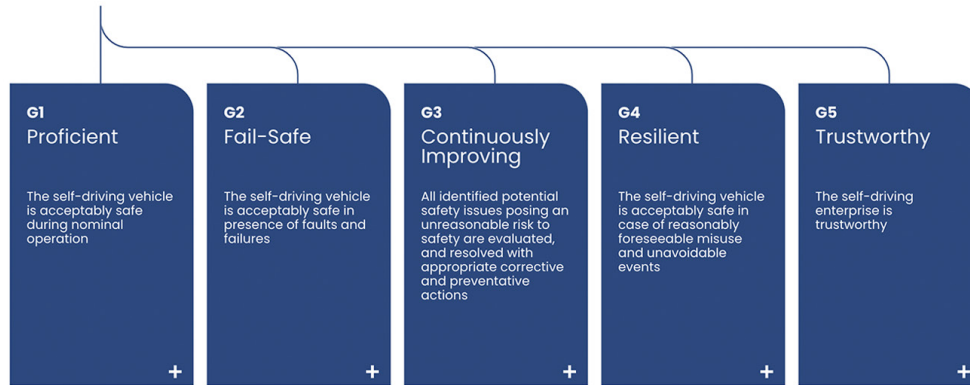 G1
Proficient
The self-driving vehicle
is acceptably safe
during nominal
operation
+
G2
Fail-Safe
The self-driving vehicle
is acceptably safe in
presence of faults and
failures
+
G3
Continuously
Improving
All identified potential
safety issues posing an
unreasonable risk to
safety are evaluated,
and resolved with
appropriate corrective
and preventative
actions
+
G4
Resilient
The self-driving vehicle
is acceptably safe in
case of reasonably
foreseeable misuse
and unavoidable
events
+
G5
Trustworthy
The self-driving
enterprise is
trustworthy
+